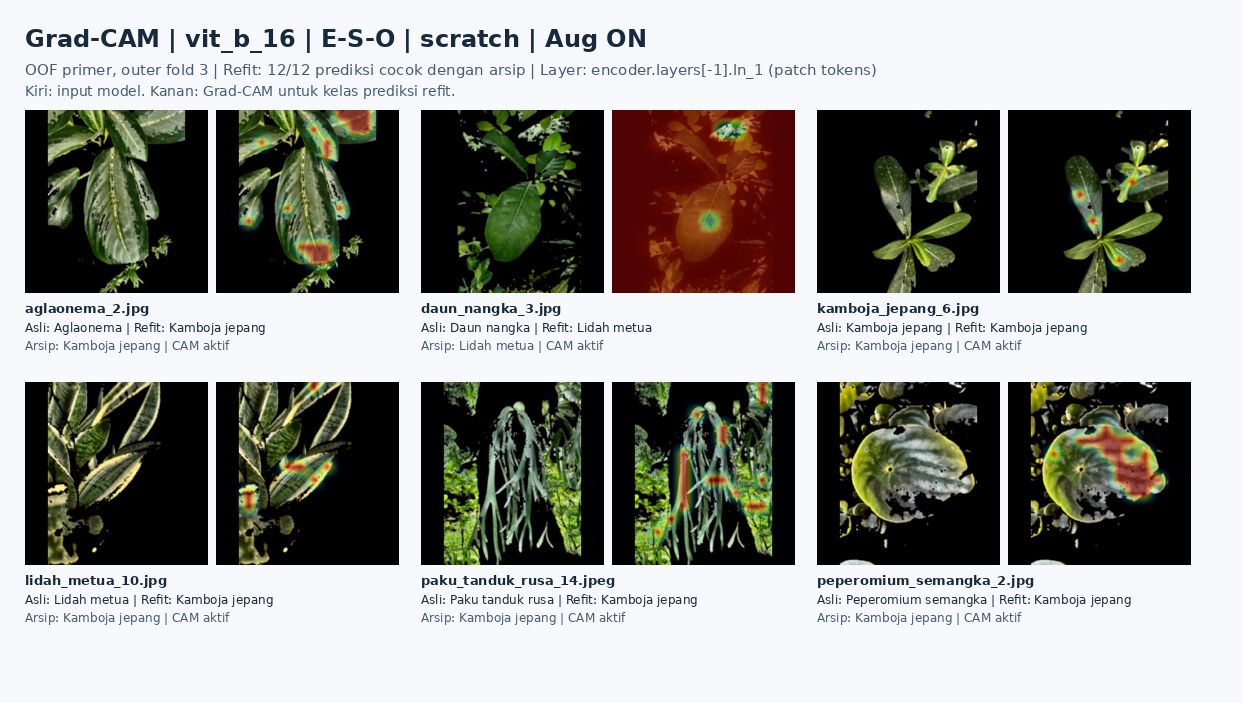 Grad-CAM | vit_b_16 | E-S-O | scratch | Aug ON
OOF primer, outer fold 3 | Refit: 12/12 prediksi cocok dengan arsip | Layer: encoder.layers[-1].ln_1 (patch tokens)
Kiri: input model. Kanan: Grad-CAM untuk kelas prediksi refit.
aglaonema_2.jpg
Asli: Aglaonema | Refit: Kamboja jepang
Arsip: Kamboja jepang | CAM aktif
daun_nangka_3.jpg
Asli: Daun nangka | Refit: Lidah metua
Arsip: Lidah metua | CAM aktif
kamboja_jepang_6.jpg
Asli: Kamboja jepang | Refit: Kamboja jepang
Arsip: Kamboja jepang | CAM aktif
lidah_metua_10.jpg
Asli: Lidah metua | Refit: Kamboja jepang
Arsip: Kamboja jepang | CAM aktif
paku_tanduk_rusa_14.jpeg
Asli: Paku tanduk rusa | Refit: Kamboja jepang
Arsip: Kamboja jepang | CAM aktif
peperomium_semangka_2.jpg
Asli: Peperomium semangka | Refit: Kamboja jepang
Arsip: Kamboja jepang | CAM aktif